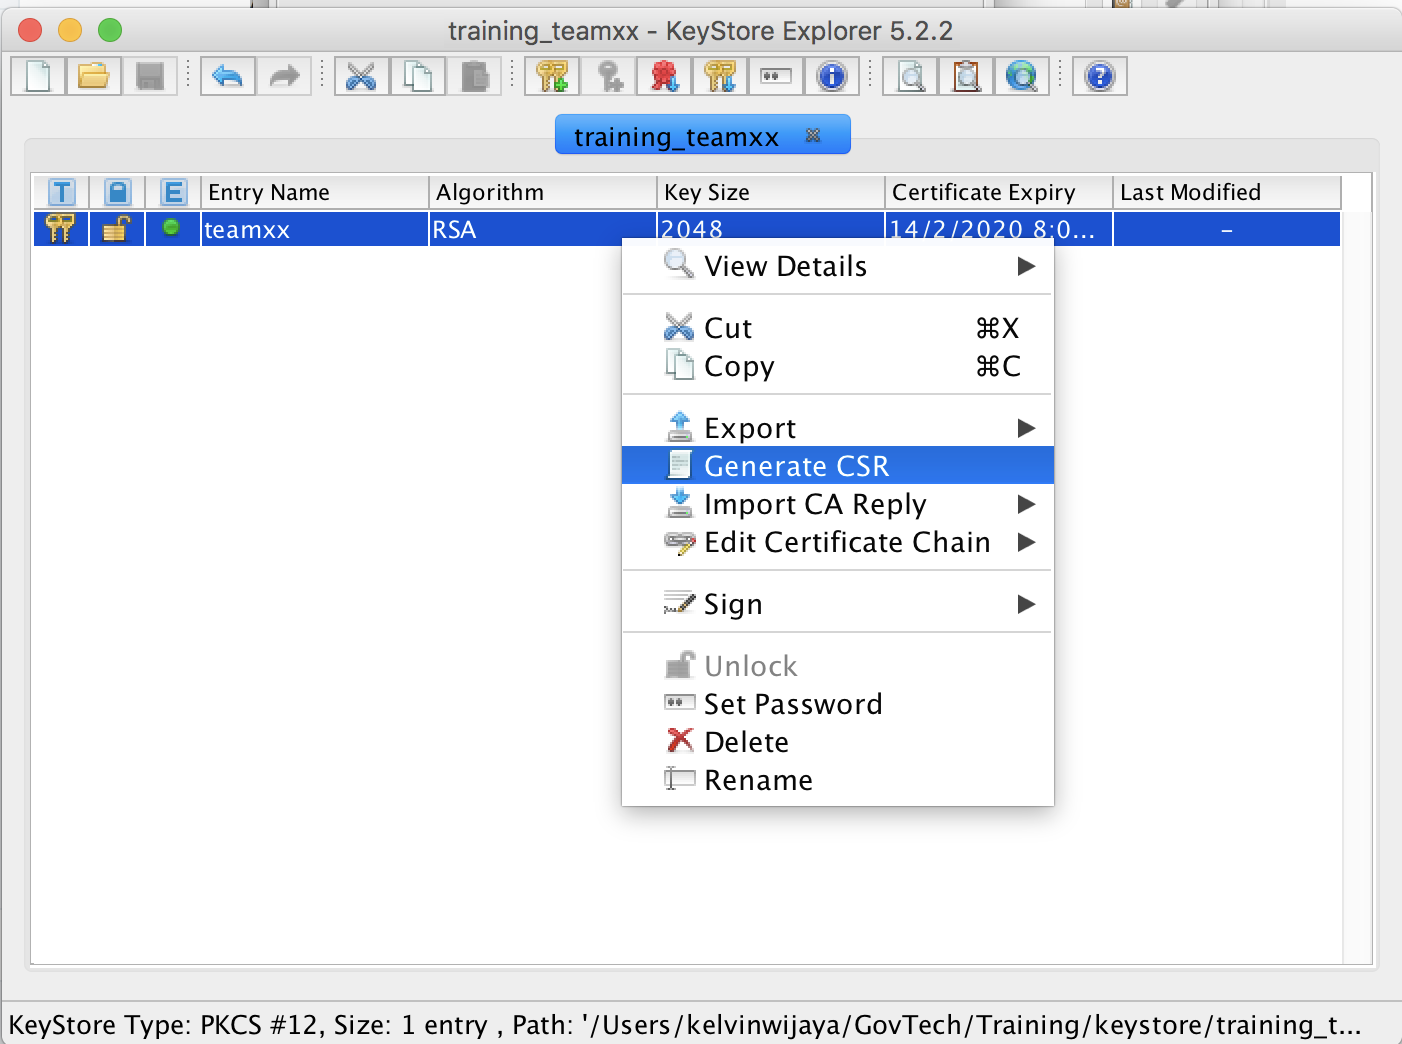 training_teamxx - KeyStore Explorer 5.2.2
training_teamxx
T E Entry Name Algorithm Key Size Certificate Expiry Last Modified
teamxx RSA 2048 14/2/2020 8:0... –
View Details
Cut ⌘X
Copy ⌘C
Export
Generate CSR
Import CA Reply
Edit Certificate Chain
Sign
Unlock
Set Password
Delete
Rename
KeyStore Type: PKCS #12, Size: 1 entry , Path: '/Users/kelvinwijaya/GovTech/Training/keystore/training_t...